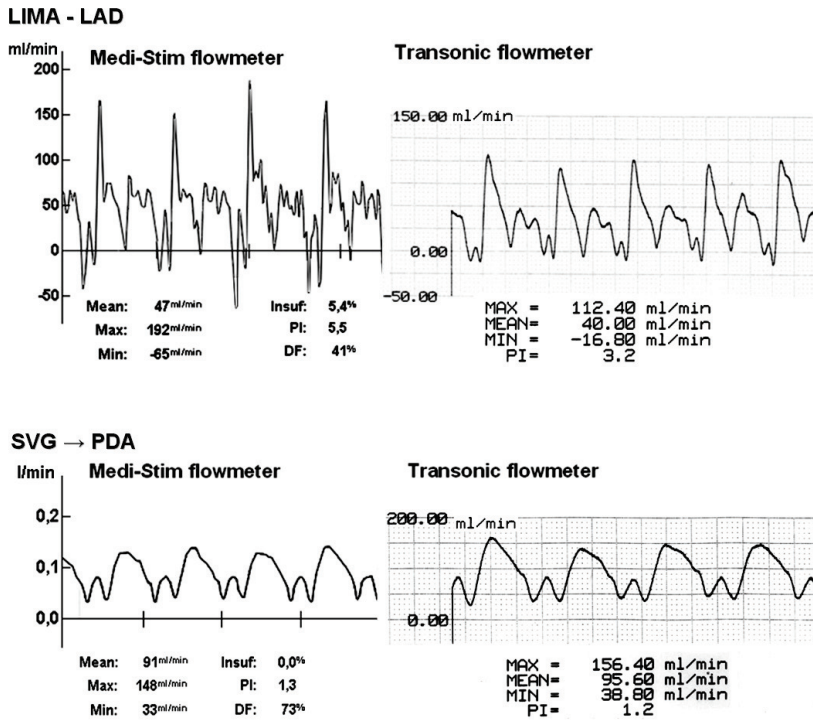 LIMA - LAD
Medi-Stim flowmeter
ml/min
200
150
100
50
0
-50
Mean: 47ml/min Insuf: 5,4%
Max: 192ml/min PI: 5,5
Min: -65ml/min DF: 41%
Transonic flowmeter
150.00 ml/min
0.00
-50.00
MAX = 112.40 ml/min
MEAN= 40.00 ml/min
MIN = -16.80 ml/min
PI= 3.2
SVG → PDA
Medi-Stim flowmeter
l/min
0,2
0,1
0,0
Mean: 91ml/min Insuf: 0,0%
Max: 148ml/min PI: 1,3
Min: 33ml/min DF: 73%
Transonic flowmeter
200.00 ml/min
0.00
MAX = 156.40 ml/min
MEAN= 95.60 ml/min
MIN = 38.80 ml/min
PI= 1.2